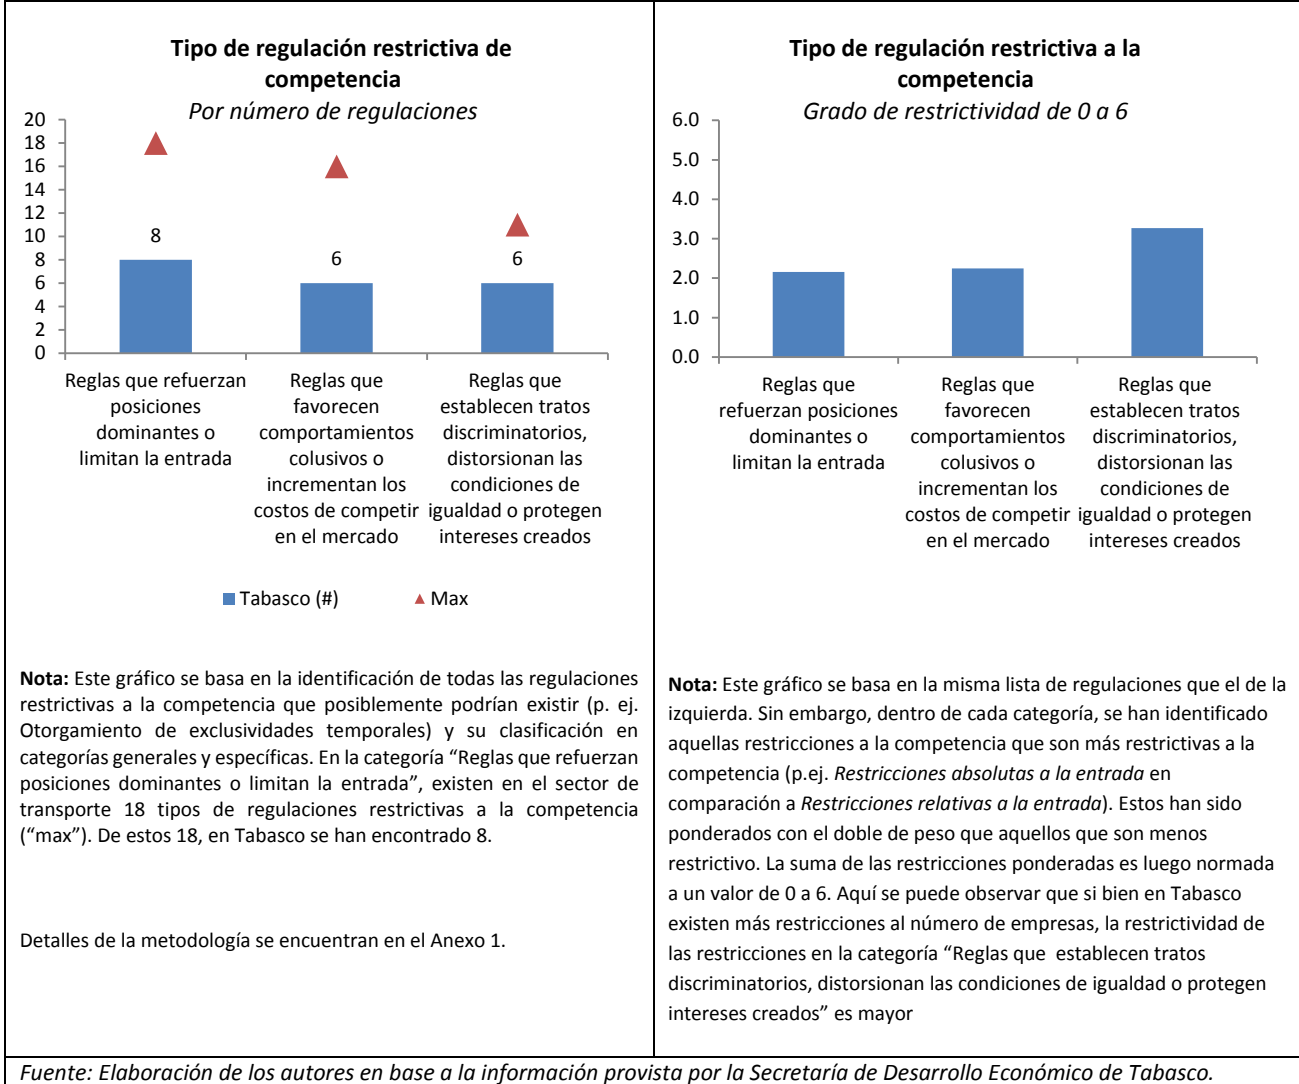 Tipo de regulación restrictiva de
competencia
Por número de regulaciones
20
18
16
14
12
10
8
6
4
2
0
8
6
6
Reglas que refuerzan
posiciones
dominantes o
limitan la entrada
Reglas que
favorecen
comportamientos
colusivos o
incrementan los
costos de competir
en el mercado
Reglas que
establecen tratos
discriminatorios,
distorsionan las
condiciones de
igualdad o protegen
intereses creados
Tabasco (#)
Max
Nota: Este gráfico se basa en la identificación de todas las regulaciones
restrictivas a la competencia que posiblemente podrían existir (p. ej.
Otorgamiento de exclusividades temporales) y su clasificación en
categorías generales y específicas. En la categoría “Reglas que refuerzan
posiciones dominantes o limitan la entrada”, existen en el sector de
transporte 18 tipos de regulaciones restrictivas a la competencia
(“max”). De estos 18, en Tabasco se han encontrado 8.
Detalles de la metodología se encuentran en el Anexo 1.
Tipo de regulación restrictiva a la
competencia
Grado de restrictividad de 0 a 6
6.0
5.0
4.0
3.0
2.0
1.0
0.0
Reglas que
refuerzan posiciones
dominantes o
limitan la entrada
Reglas que
favorecen
comportamientos
colusivos o
incrementan los
costos de competir
en el mercado
Reglas que
establecen tratos
discriminatorios,
distorsionan las
condiciones de
igualdad o protegen
intereses creados
Nota: Este gráfico se basa en la misma lista de regulaciones que el de la
izquierda. Sin embargo, dentro de cada categoría, se han identificado
aquellas restricciones a la competencia que son más restrictivas a la
competencia (p.ej. Restricciones absolutas a la entrada en
comparación a Restricciones relativas a la entrada). Estos han sido
ponderados con el doble de peso que aquellos que son menos
restrictivo. La suma de las restricciones ponderadas es luego normada
a un valor de 0 a 6. Aquí se puede observar que si bien en Tabasco
existen más restricciones al número de empresas, la restrictividad de
las restricciones en la categoría “Reglas que establecen tratos
discriminatorios, distorsionan las condiciones de igualdad o protegen
intereses creados” es mayor
Fuente: Elaboración de los autores en base a la información provista por la Secretaría de Desarrollo Económico de Tabasco.